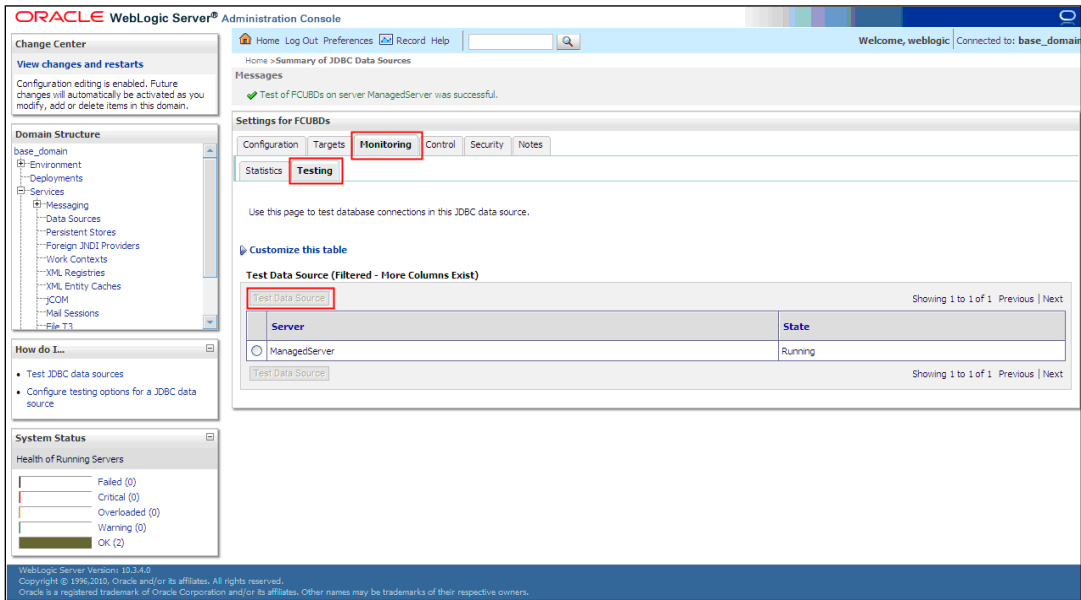 ORACLE WebLogic Server® Administration Console
Change Center
View changes and restarts
Configuration editing is enabled. Future
changes will automatically be activated as you
modify, add or delete items in this domain.
Domain Structure
base_domain
Environment
Deployments
Services
Messaging
Data Sources
Persistent Stores
Foreign JNDI Providers
Work Contexts
XML Registries
XML Entity Caches
jCOM
Mail Sessions
File T3
How do I...
Test JDBC data sources
Configure testing options for a JDBC data
source
System Status
Health of Running Servers
Failed (0)
Critical (0)
Overloaded (0)
Warning (0)
OK (2)
Home Log Out Preferences Record Help
Welcome, weblogic Connected to: base_domain
Home >Summary of JDBC Data Sources
Messages
Test of FCUBDs on server ManagedServer was successful.
Settings for FCUBDs
Configuration Targets Monitoring Control Security Notes
Statistics Testing
Use this page to test database connections in this JDBC data source.
Customize this table
Test Data Source (Filtered - More Columns Exist)
Test Data Source Showing 1 to 1 of 1 Previous | Next
Server State
ManagedServer Running
Test Data Source Showing 1 to 1 of 1 Previous | Next
WebLogic Server Version: 10.3.4.0
Copyright © 1996,2010, Oracle and/or its affiliates. All rights reserved.
Oracle is a registered trademark of Oracle Corporation and/or its affiliates. Other names may be trademarks of their respective owners.